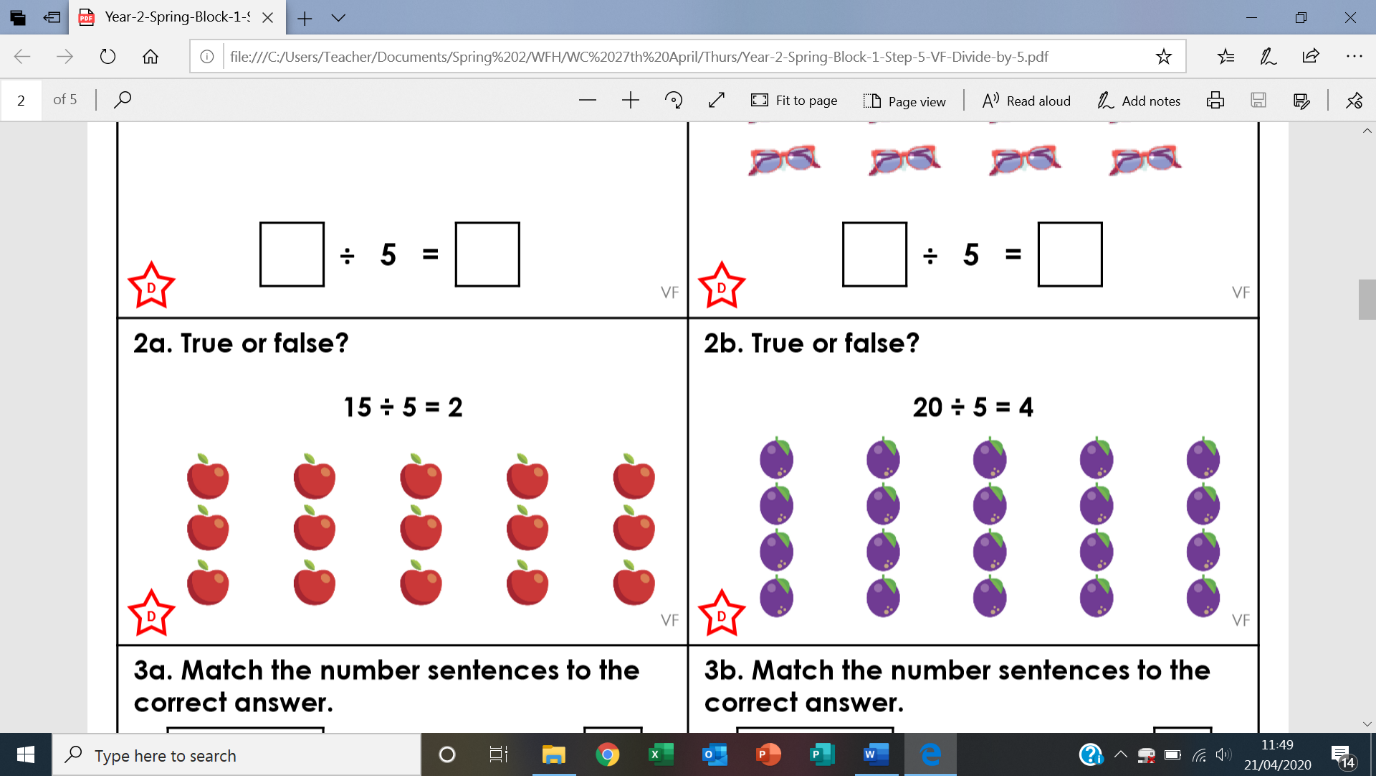 Year-2-Spring-Block-1-S
file:///C:/Users/Teacher/Documents/Spring%202/WFH/WC%2027th%20April/Thurs/Year-2-Spring-Block-1-Step-5-VF-Divide-by-5.pdf
2 of 5 Fit to page Page view Read aloud Add notes
÷ 5 =
D VF
÷ 5 =
D VF
2a. True or false?
15 ÷ 5 = 2
D VF
2b. True or false?
20 ÷ 5 = 4
D VF
3a. Match the number sentences to the
correct answer.
3b. Match the number sentences to the
correct answer.
Type here to search
11:49
21/04/2020
14